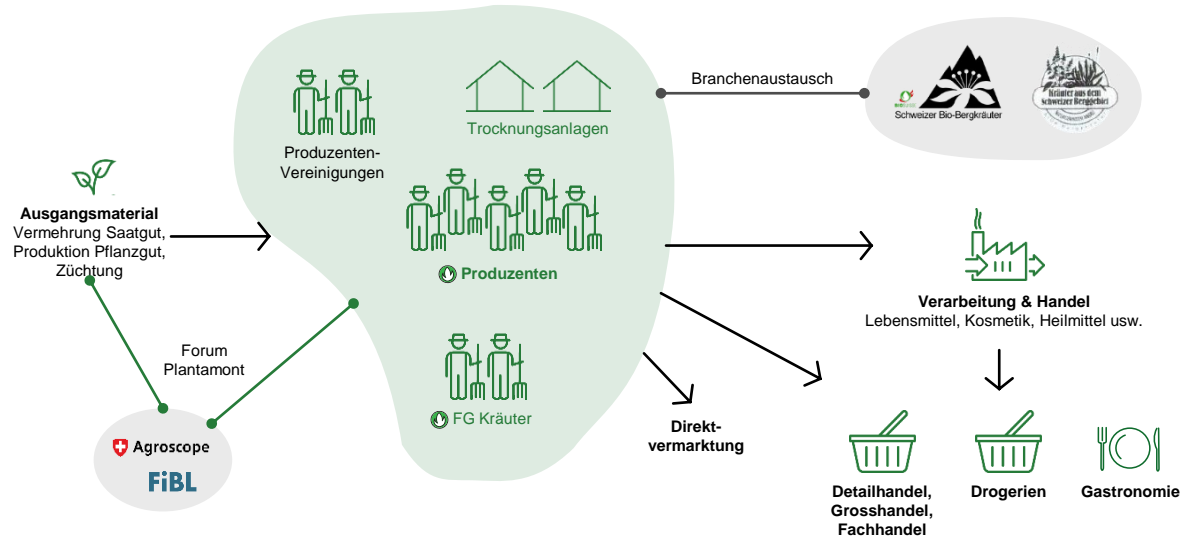 Produzenten-
Vereinigungen
Trocknungsanlagen
Branchenaustausch
Schweizer Bio-Bergkräuter
Kräuter aus dem
Schweizer Berggebiet
Ausgangsmaterial
Vermehrung Saatgut,
Produktion Pflanzgut,
Züchtung
Produzenten
Verarbeitung & Handel
Lebensmittel, Kosmetik, Heilmittel usw.
Forum
Plantamont
FG Kräuter
Agroscope
FiBL
Direkt-
vermarktung
Detailhandel,
Grosshandel,
Fachhandel
Drogerien
Gastronomie